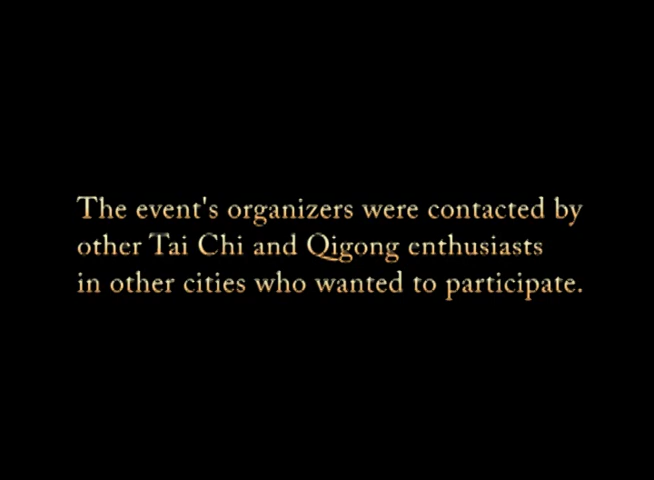 The event's organizers were contacted by
other Tai Chi and Qigong enthusiasts
in other cities who wanted to participate.